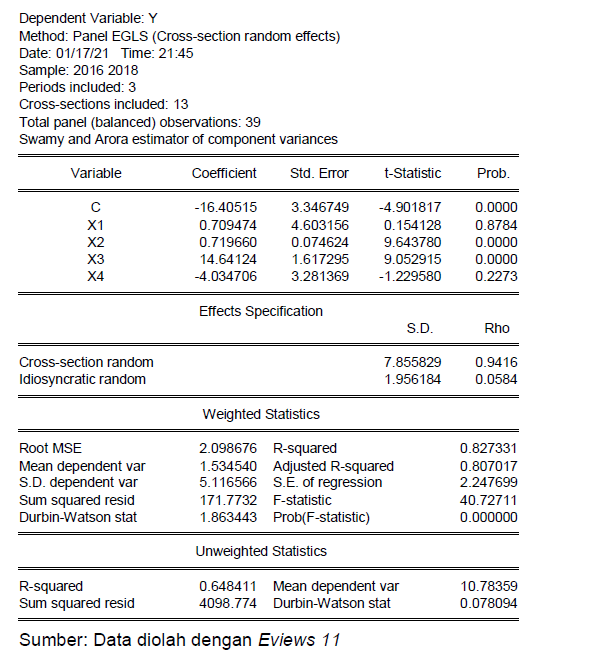 Dependent Variable: Y
Method: Panel EGLS (Cross-section random effects)
Date: 01/17/21 Time: 21:45
Sample: 2016 2018
Periods included: 3
Cross-sections included: 13
Total panel (balanced) observations: 39
Swamy and Arora estimator of component variances
Variable Coefficient Std. Error t-Statistic Prob.
C -16.40515 3.346749 -4.901817 0.0000
X1 0.709474 4.603156 0.154128 0.8784
X2 0.719660 0.074624 9.643780 0.0000
X3 14.64124 1.617295 9.052915 0.0000
X4 -4.034706 3.281369 -1.229580 0.2273
Effects Specification
S.D. Rho
Cross-section random 7.855829 0.9416
Idiosyncratic random 1.956184 0.0584
Weighted Statistics
Root MSE 2.098676 R-squared 0.827331
Mean dependent var 1.534540 Adjusted R-squared 0.807017
S.D. dependent var 5.116566 S.E. of regression 2.247699
Sum squared resid 171.7732 F-statistic 40.72711
Durbin-Watson stat 1.863443 Prob(F-statistic) 0.000000
Unweighted Statistics
R-squared 0.648411 Mean dependent var 10.78359
Sum squared resid 4098.774 Durbin-Watson stat 0.078094
Sumber: Data diolah dengan Eviews 11